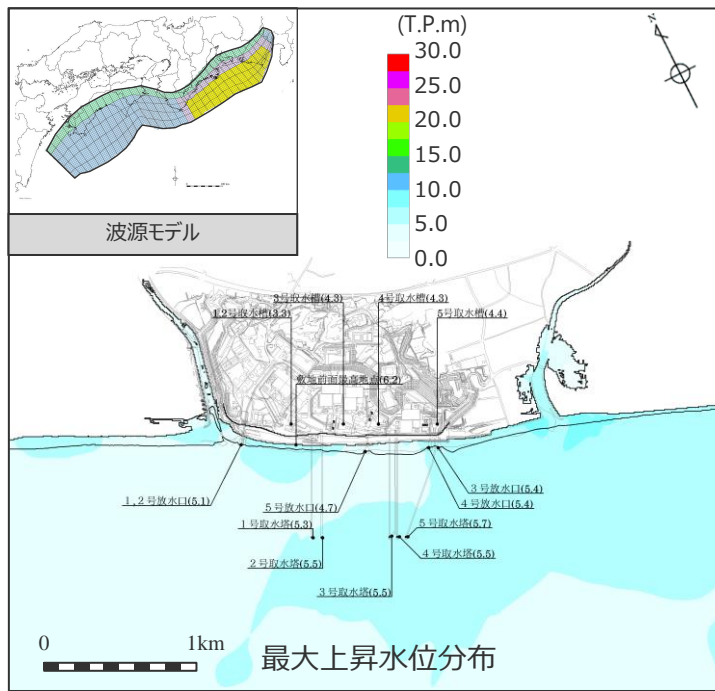 波源モデル
(T.P.m)
30.0
25.0
20.0
15.0
10.0
5.0
0.0
N
3号取水槽(4.3)
4号取水槽(4.3)
1,2号取水槽(3.3)
5号取水槽(4.4)
敷地前面最高地点(6.2)
1,2号放水口(5.1)
5号放水口(4.7)
3号放水口(5.4)
4号放水口(5.4)
1号取水塔(5.3)
5号取水塔(5.7)
2号取水塔(5.5)
4号取水塔(5.5)
3号取水塔(5.5)
0
1km
最大上昇水位分布